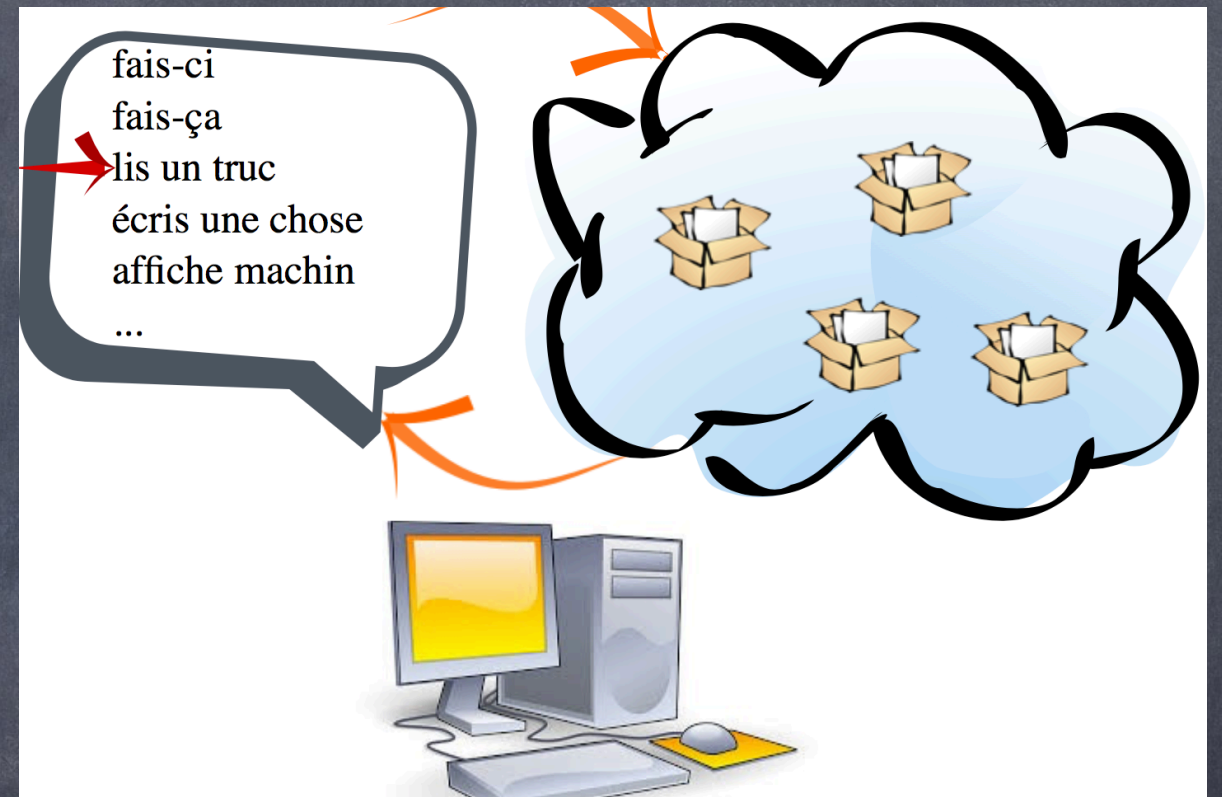 fais-ci
fais-ça
lis un truc
écris une chose
affiche machin
...